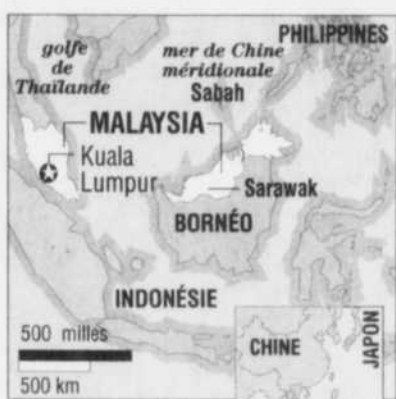 PHILIPPINES
golfe
de
Thaïlande
mer de Chine
méridionale
Sabah
MALAYSIA
Kuala
Lumpur
Sarawak
BORNÉO
INDONÉSIE
500 milles
500 km
CHINE
JAPON